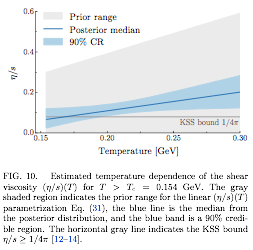 0.6
Prior range
Posterior median
90% CR
0.4
η/s
0.2
KSS bound 1/4π
0.0
0.15
0.20
0.25
0.30
Temperature [GeV]
FIG. 10. Estimated temperature dependence of the shear
viscosity (η/s)(T) for T > Tc = 0.154 GeV. The gray
shaded region indicates the prior range for the linear (η/s)(T)
parametrization Eq. (31), the blue line is the median from
the posterior distribution, and the blue band is a 90% cred-
ible region. The horizontal gray line indicates the KSS bound
η/s ≥ 1/4π [12–14].